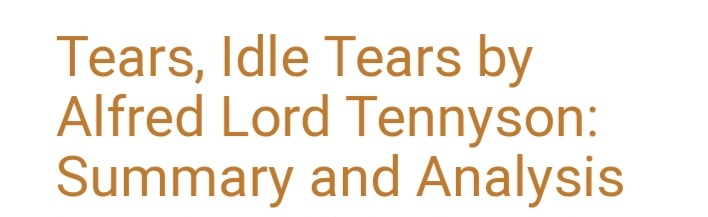 Tears, Idle Tears by
Alfred Lord Tennyson:
Summary and Analysis